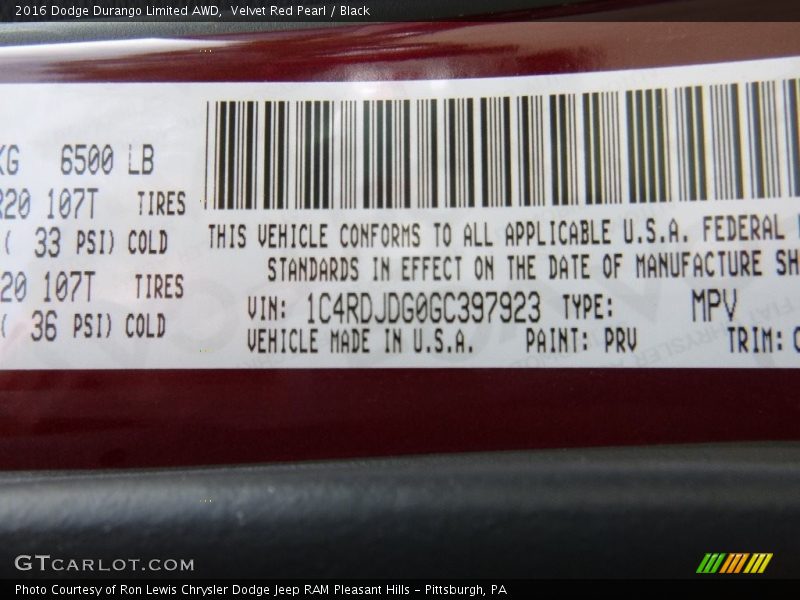 2016 Dodge Durango Limited AWD, Velvet Red Pearl / Black
KG 6500 LB
R20 107T TIRES
( 33 PSI) COLD
20 107T TIRES
( 36 PSI) COLD
THIS VEHICLE CONFORMS TO ALL APPLICABLE U.S.A. FEDERAL
STANDARDS IN EFFECT ON THE DATE OF MANUFACTURE SH
VIN: 1C4RDJDG0GC397923 TYPE: MPV
VEHICLE MADE IN U.S.A. PAINT: PRV TRIM:
GTCARLOT.COM
Photo Courtesy of Ron Lewis Chrysler Dodge Jeep RAM Pleasant Hills – Pittsburgh, PA